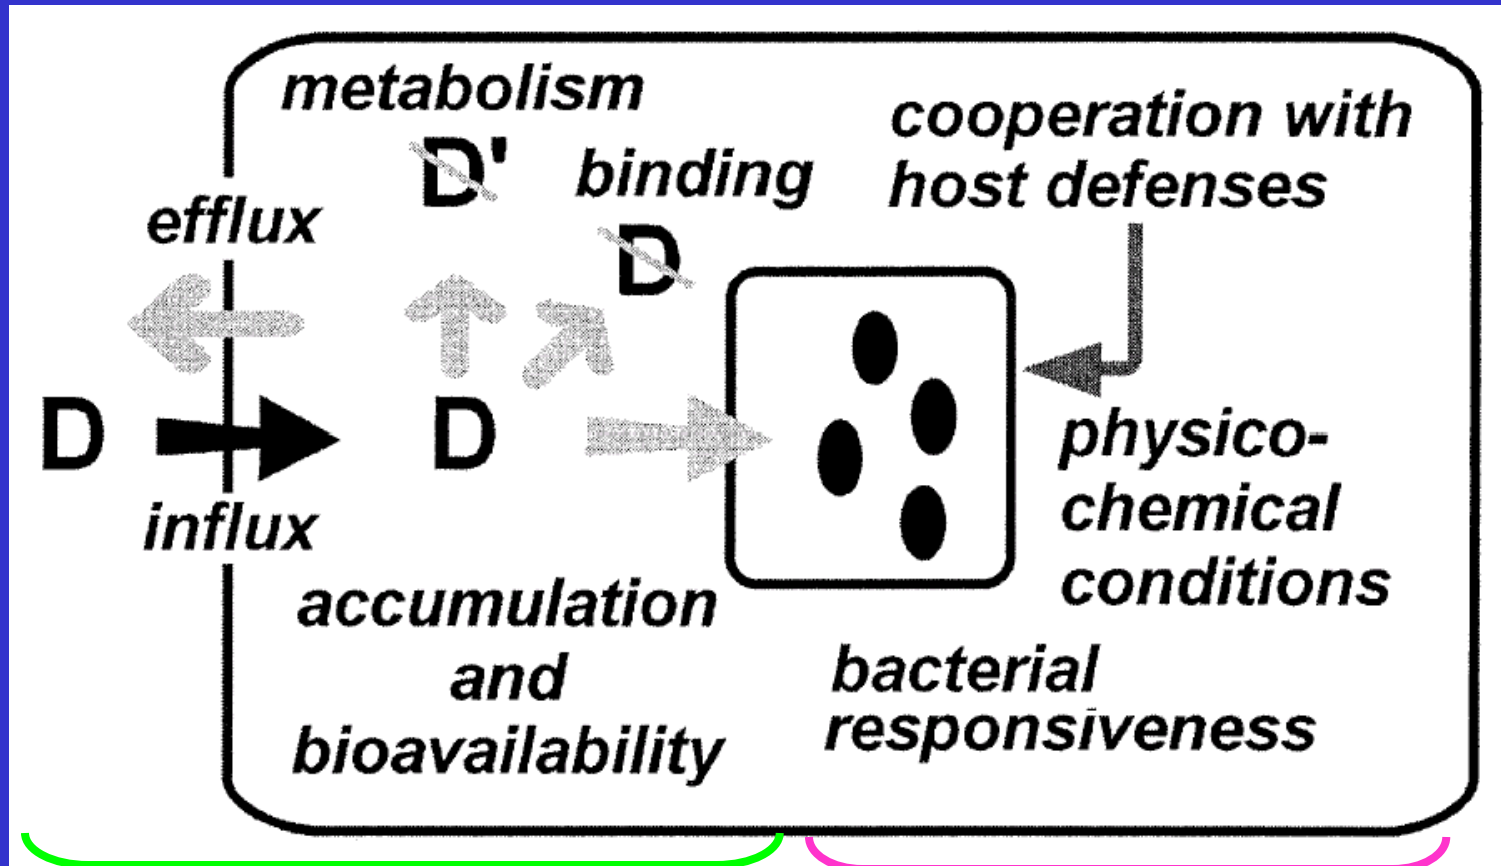 metabolism
D'
binding
D
cooperation with
host defenses
efflux
D
D
influx
physico-
chemical
conditions
accumulation
and
bioavailability
bacterial
responsiveness